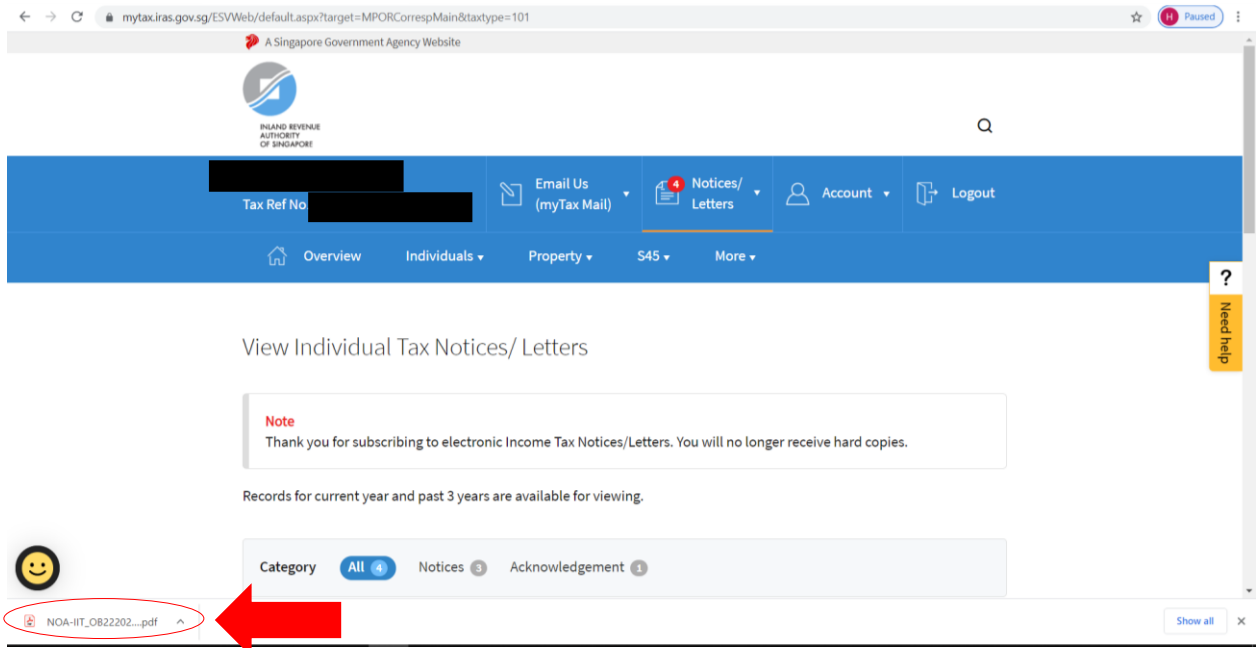 mytax.iras.gov.sg/ESVWeb/default.aspx?target=MPORCorrespMain&taxtype=101
H Paused
A Singapore Government Agency Website
INLAND REVENUE
AUTHORITY
OF SINGAPORE
Tax Ref No.
Email Us
(myTax Mail)
4
Notices/
Letters
Account
Logout
Overview Individuals Property S45 More
?
Need help
View Individual Tax Notices/ Letters
Note
Thank you for subscribing to electronic Income Tax Notices/Letters. You will no longer receive hard copies.
Records for current year and past 3 years are available for viewing.
Category All 4 Notices 3 Acknowledgement 1
NOA-IIT_OB22202....pdf
Show all